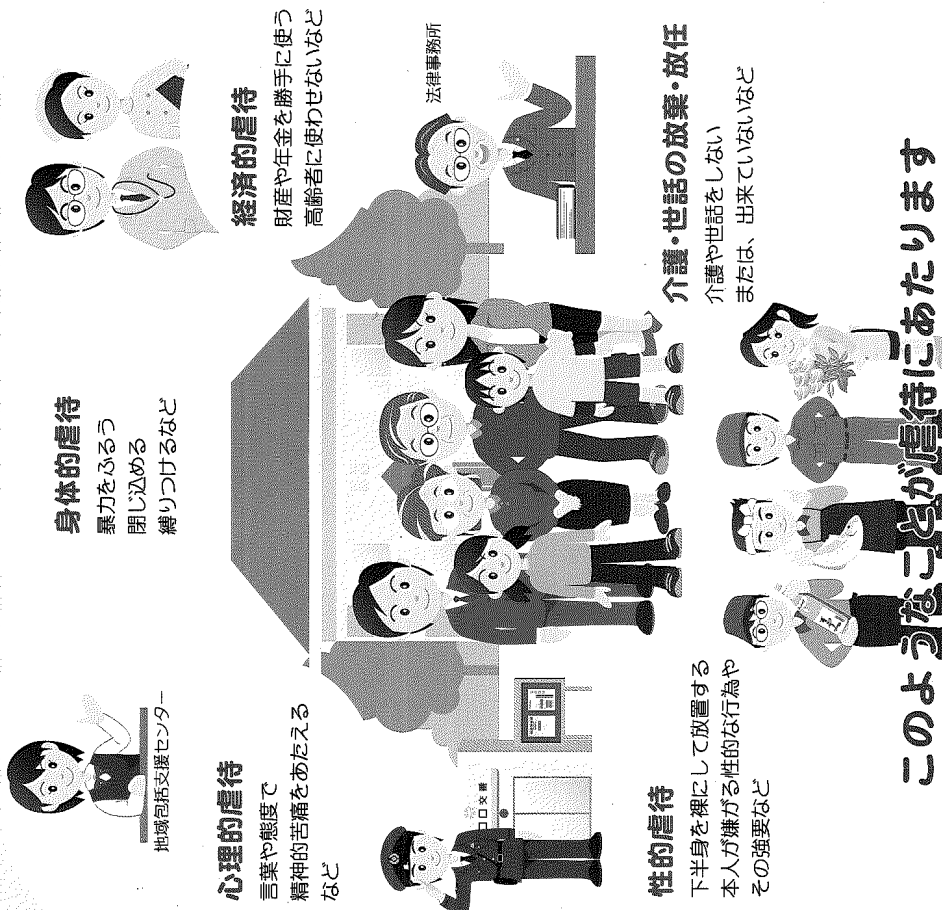 地域包括支援センター
心理的虐待
言葉や態度で
精神的苦痛をあたえる
など
身体的虐待
暴力をふるう
閉じ込める
縛りつけるなど
経済的虐待
財産や年金を勝手に使う
高齢者に使わせないなど
法律事務所
口口交番
性的虐待
下半身を裸にして放置する
本人が嫌がる性的な行為や
その強要など
介護・世話の放棄・放任
介護や世話をしない
または、出来ていないなど
このようなことが虐待にあたります